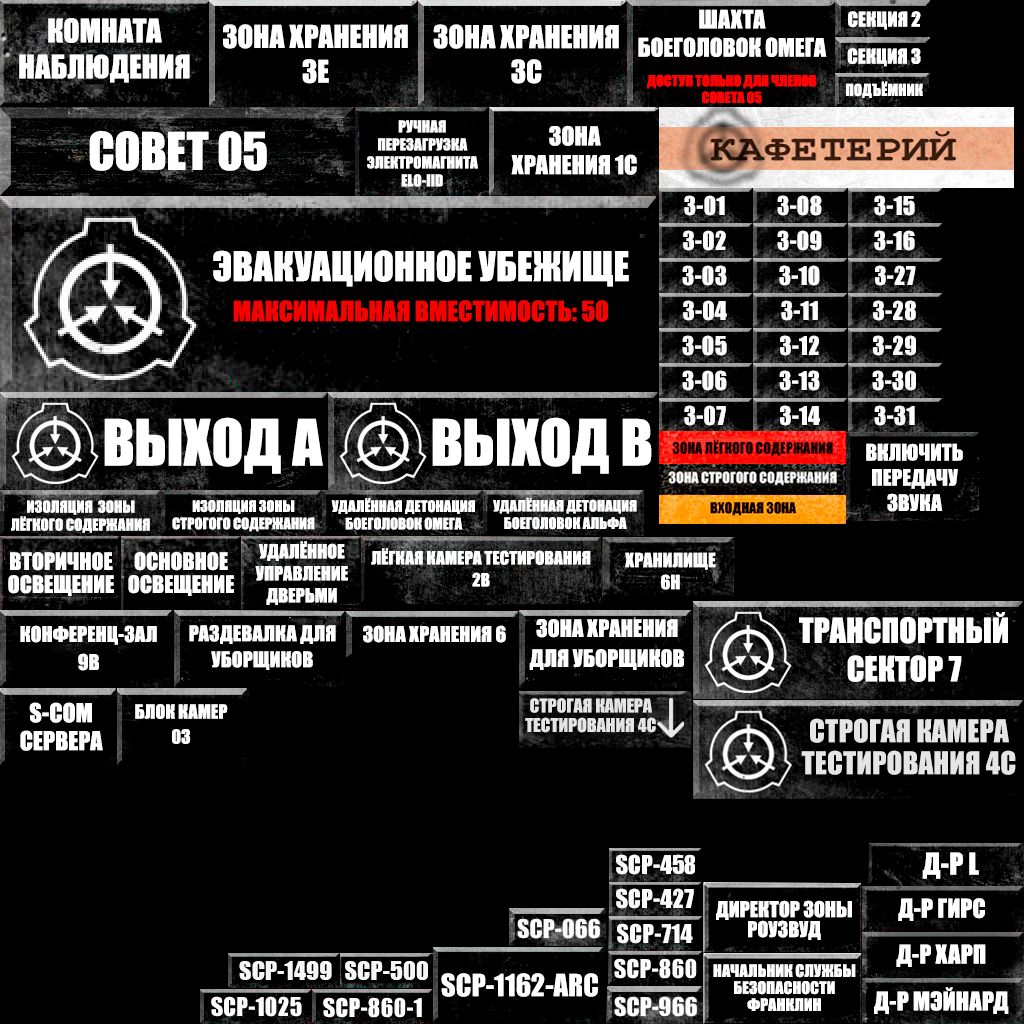 КОМНАТА
НАБЛЮДЕНИЯ
ЗОНА ХРАНЕНИЯ
3E
ЗОНА ХРАНЕНИЯ
3C
ШАХТА
БОЕГОЛОВОК ОМЕГА
ДОСТУП ТОЛЬКО ДЛЯ ЧЛЕНОВ
СОВЕТА 05
СЕКЦИЯ 2
СЕКЦИЯ 3
ПОДЪЁМНИК
СОВЕТ 05
РУЧНАЯ
ПЕРЕЗАГРУЗКА
ЭЛЕКТРОМАГНИТА
ELO-IID
ЗОНА
ХРАНЕНИЯ 1C
КАФЕТЕРИЙ
ЭВАКУАЦИОННОЕ УБЕЖИЩЕ
МАКСИМАЛЬНАЯ ВМЕСТИМОСТЬ: 50
3-01
3-08
3-15
3-02
3-09
3-16
3-03
3-10
3-27
3-04
3-11
3-28
3-05
3-12
3-29
3-06
3-13
3-30
3-07
3-14
3-31
ВЫХОД A
ВЫХОД B
ЗОНА ЛЁГКОГО СОДЕРЖАНИЯ
ЗОНА СТРОГОГО СОДЕРЖАНИЯ
ВХОДНАЯ ЗОНА
ВКЛЮЧИТЬ
ПЕРЕДАЧУ
ЗВУКА
ИЗОЛЯЦИЯ ЗОНЫ
ЛЁГКОГО СОДЕРЖАНИЯ
ИЗОЛЯЦИЯ ЗОНЫ
СТРОГОГО СОДЕРЖАНИЯ
УДАЛЁННАЯ ДЕТОНАЦИЯ
БОЕГОЛОВОК ОМЕГА
УДАЛЁННАЯ ДЕТОНАЦИЯ
БОЕГОЛОВОК АЛЬФА
ВТОРИЧНОЕ
ОСВЕЩЕНИЕ
ОСНОВНОЕ
ОСВЕЩЕНИЕ
УДАЛЁННОЕ
УПРАВЛЕНИЕ
ДВЕРЬМИ
ЛЁГКАЯ КАМЕРА ТЕСТИРОВАНИЯ
2B
ХРАНИЛИЩЕ
6H
КОНФЕРЕНЦ-ЗАЛ
9B
РАЗДЕВАЛКА ДЛЯ
УБОРЩИКОВ
ЗОНА ХРАНЕНИЯ 6
ЗОНА ХРАНЕНИЯ
ДЛЯ УБОРЩИКОВ
ТРАНСПОРТНЫЙ
СЕКТОР 7
S-COM
СЕРВЕРА
БЛОК КАМЕР
03
СТРОГАЯ КАМЕРА
ТЕСТИРОВАНИЯ 4C
СТРОГАЯ КАМЕРА
ТЕСТИРОВАНИЯ 4C
SCP-458
SCP-427
SCP-714
SCP-860
SCP-966
SCP-066
SCP-1499
SCP-500
SCP-1025
SCP-860-1
SCP-1162-ARC
ДИРЕКТОР ЗОНЫ
РОУЗВУД
НАЧАЛЬНИК СЛУЖБЫ
БЕЗОПАСНОСТИ
ФРАНКЛИН
Д-Р L
Д-Р ГИРС
Д-Р ХАРП
Д-Р МЭЙНАРД